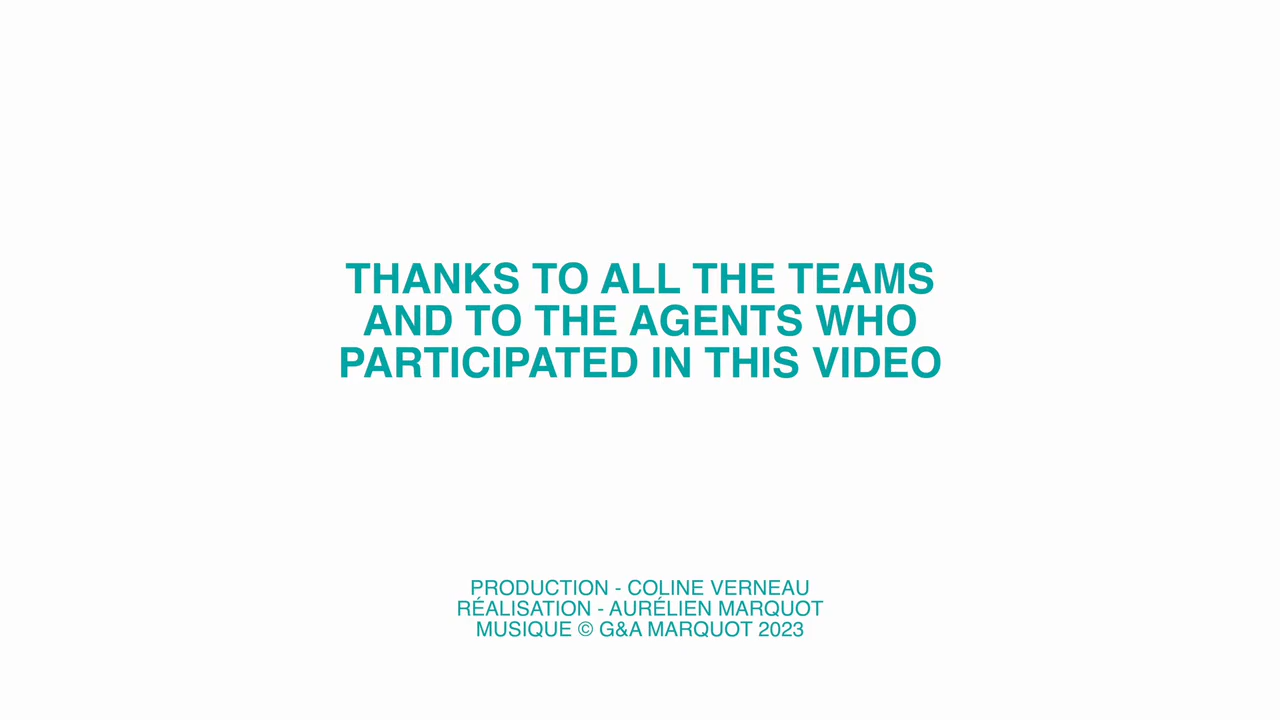 THANKS TO ALL THE TEAMS
AND TO THE AGENTS WHO
PARTICIPATED IN THIS VIDEO
PRODUCTION - COLINE VERNEAU
RÉALISATION - AURÉLIEN MARQUOT
MUSIQUE © G&A MARQUOT 2023